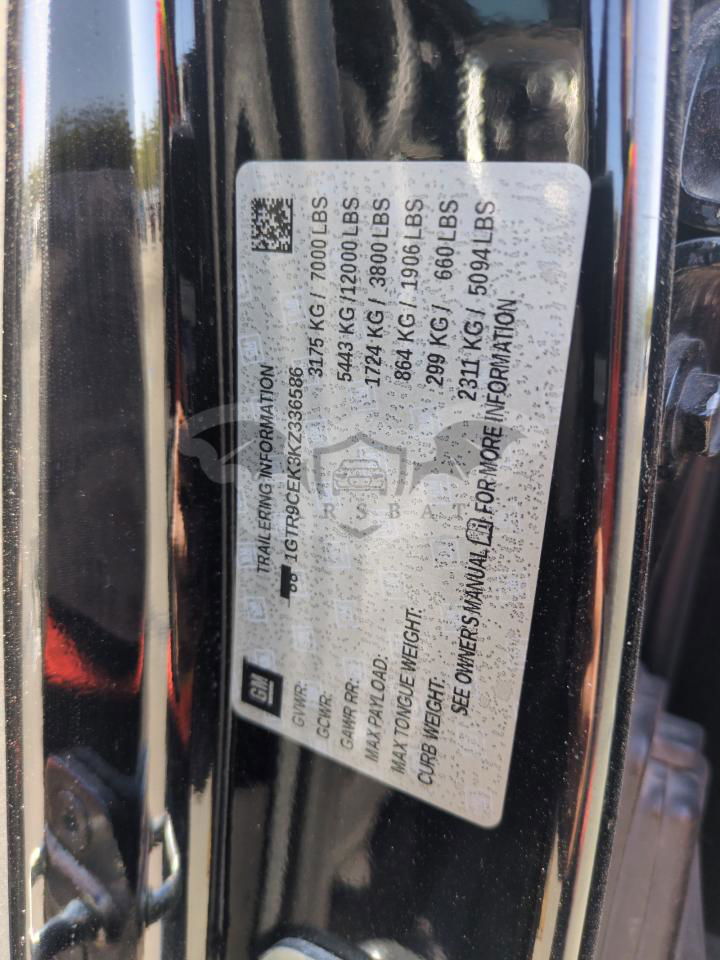 GM
TRAILERING INFORMATION
1GTR9CEK3KZ336586
GVWR: 3175 KG / 7000 LBS
GCWR: 5443 KG /12000 LBS
GAWR RR: 1724 KG / 3800 LBS
MAX PAYLOAD: 864 KG / 1906 LBS
MAX TONGUE WEIGHT: 299 KG / 660 LBS
CURB WEIGHT: 2311 KG / 5094 LBS
SEE OWNER'S MANUAL FOR MORE INFORMATION
RSBAT